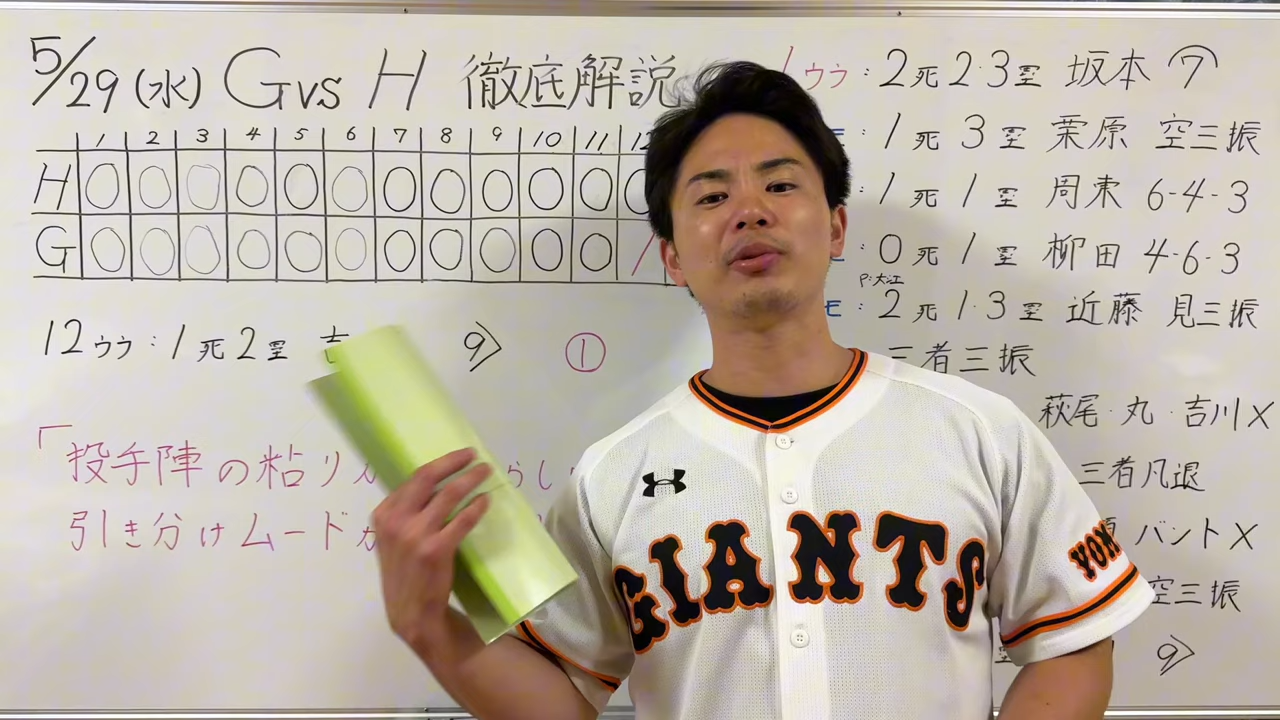 5/29(水) G vs H 徹底解説
1 2 3 4 5 6 7 8 9 10 11 12
H 0 0 0 0 0 0 0 0 0 0 0 0
G 0 0 0 0 0 0 0 0 0 0 0 1
12ウラ:1死2塁 9> ①
「投手陣の粘り
引き分けムード
1ウラ:2死2・3塁 坂本 ⑦
1死3塁 栗原 空三振
1死1塁 周東 6-4-3
0死1塁 柳田 4-6-3
P:大江
2死1・3塁 近藤 見三振
三者三振
萩尾・丸・吉川×
三者凡退
バント×
空三振
9>
GIANTS